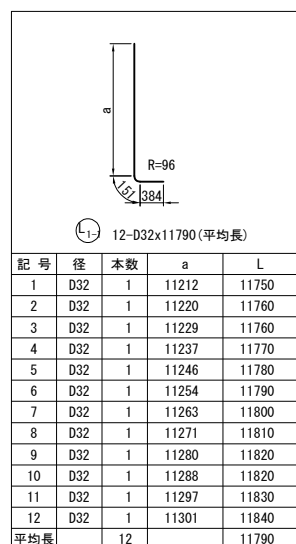 a
R=96
151
384
L1- 12-D32x11790(平均長)
記 号 径 本数 a L
1 D32 1 11212 11750
2 D32 1 11220 11760
3 D32 1 11229 11760
4 D32 1 11237 11770
5 D32 1 11246 11780
6 D32 1 11254 11790
7 D32 1 11263 11800
8 D32 1 11271 11810
9 D32 1 11280 11820
10 D32 1 11288 11820
11 D32 1 11297 11830
12 D32 1 11301 11840
平均長 12 11790